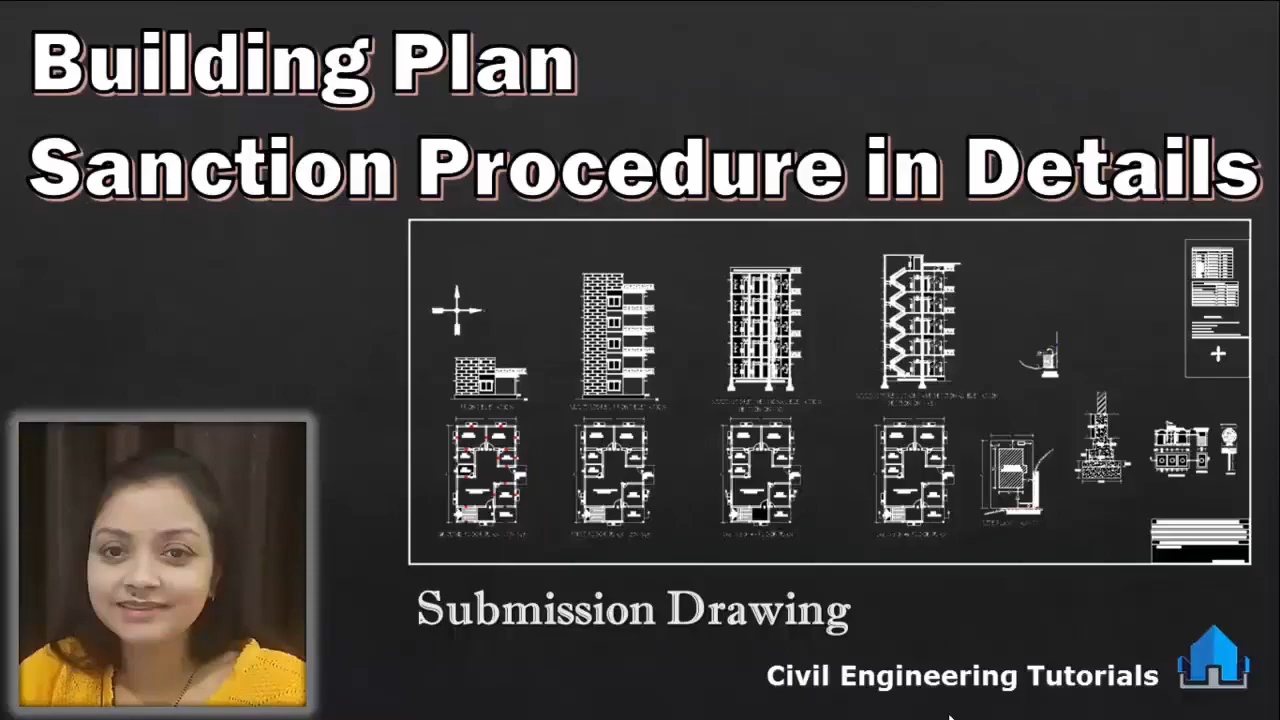 Building Plan
Sanction Procedure in Details
Submission Drawing
Civil Engineering Tutorials